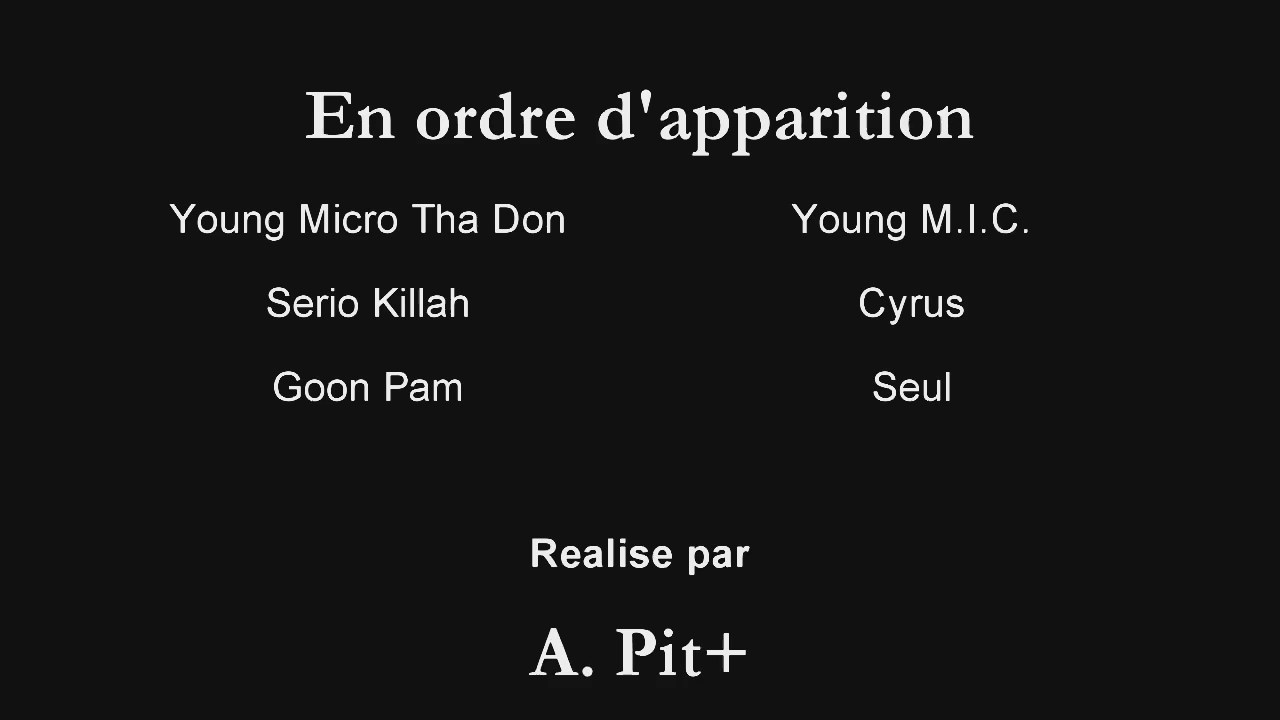 En ordre d'apparition
Young Micro Tha Don
Young M.I.C.
Serio Killah
Cyrus
Goon Pam
Seul
Realise par
A. Pit+